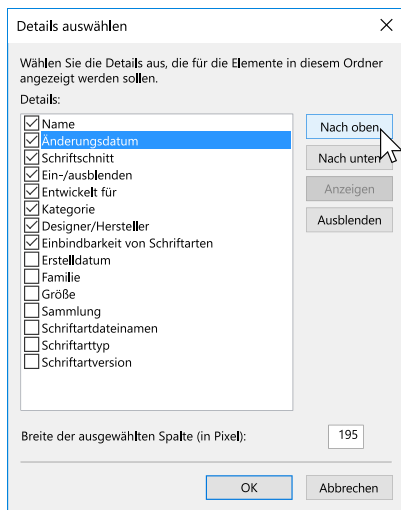 Details auswählen
Wählen Sie die Details aus, die für die Elemente in diesem Ordner
angezeigt werden sollen.
Details:
Name
Änderungsdatum
Schriftschnitt
Ein-/ausblenden
Entwickelt für
Kategorie
Designer/Hersteller
Einbindbarkeit von Schriftarten
Erstelldatum
Familie
Größe
Sammlung
Schriftartdateinamen
Schriftarttyp
Schriftartversion
Nach oben
Nach unten
Anzeigen
Ausblenden
Breite der ausgewählten Spalte (in Pixel): 195
OK Abbrechen